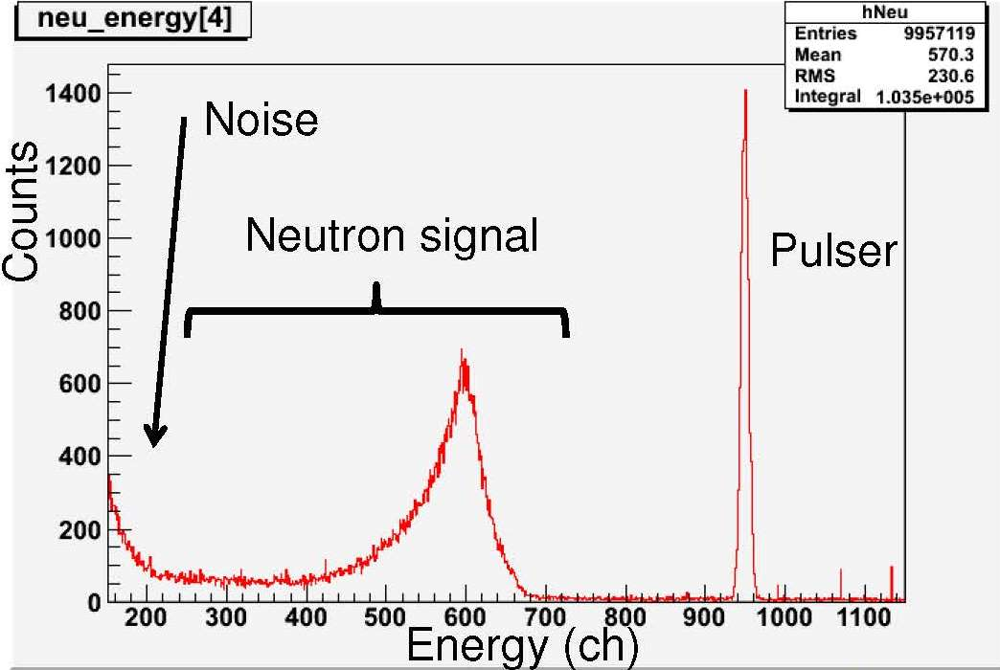 neu_energy[4]
hNeu
Entries 9957119
Mean 570.3
RMS 230.6
Integral 1.035e+005
Noise
Neutron signal
Pulser
Counts
1400
1200
1000
800
600
400
200
0
200 300 400 500 600 700 800 900 1000 1100
Energy (ch)